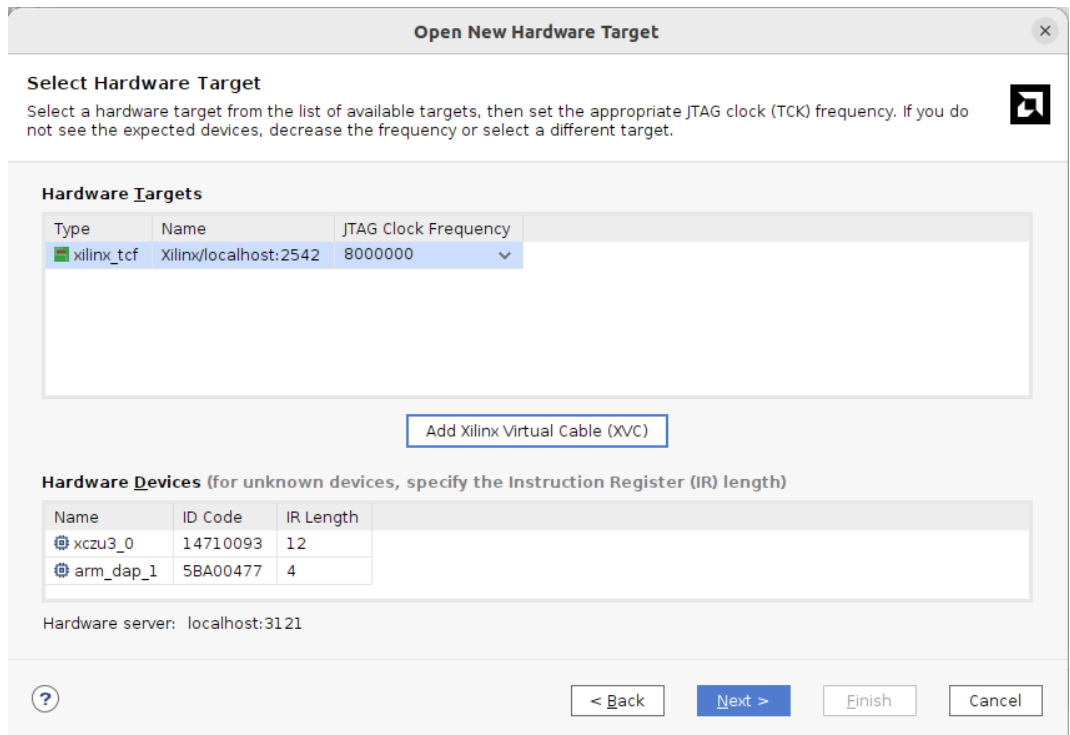 Open New Hardware Target
Select Hardware Target
Select a hardware target from the list of available targets, then set the appropriate JTAG clock (TCK) frequency. If you do
not see the expected devices, decrease the frequency or select a different target.
Hardware Targets
Type Name JTAG Clock Frequency
xilinx_tcf Xilinx/localhost:2542 8000000
Add Xilinx Virtual Cable (XVC)
Hardware Devices (for unknown devices, specify the Instruction Register (IR) length)
Name ID Code IR Length
xczu3_0 14710093 12
arm_dap_1 5BA00477 4
Hardware server: localhost:3121
? < Back Next > Finish Cancel